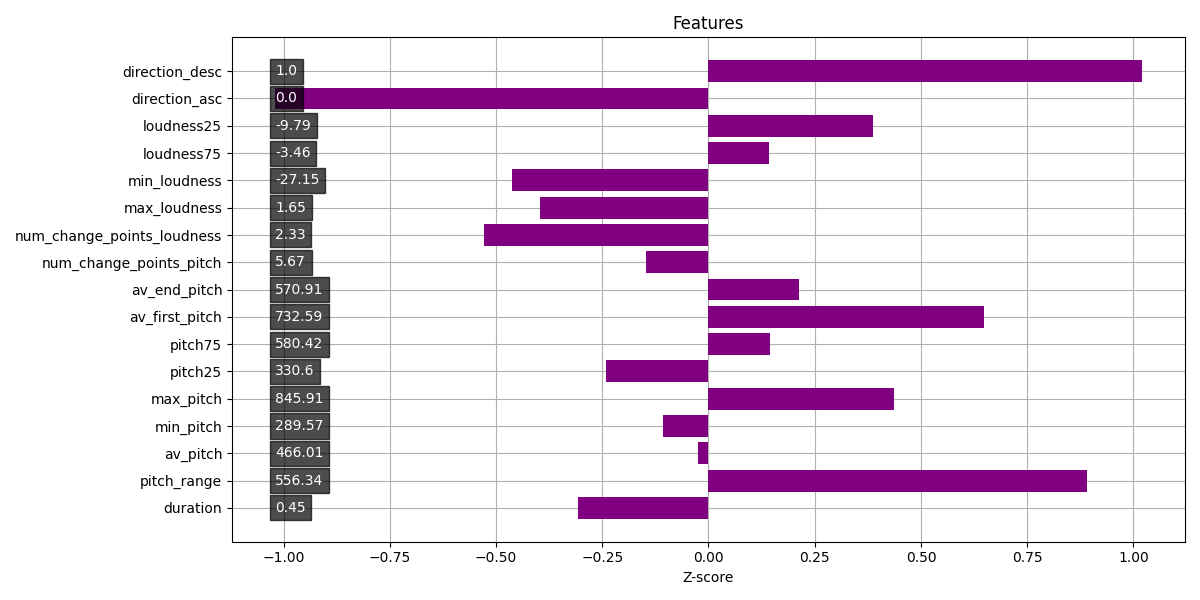 Features
direction_desc 1.0
direction_asc 0.0
loudness25 -9.79
loudness75 -3.46
min_loudness -27.15
max_loudness 1.65
num_change_points_loudness 2.33
num_change_points_pitch 5.67
av_end_pitch 570.91
av_first_pitch 732.59
pitch75 580.42
pitch25 330.6
max_pitch 845.91
min_pitch 289.57
av_pitch 466.01
pitch_range 556.34
duration 0.45
−1.00 −0.75 −0.50 −0.25 0.00 0.25 0.50 0.75 1.00
Z-score